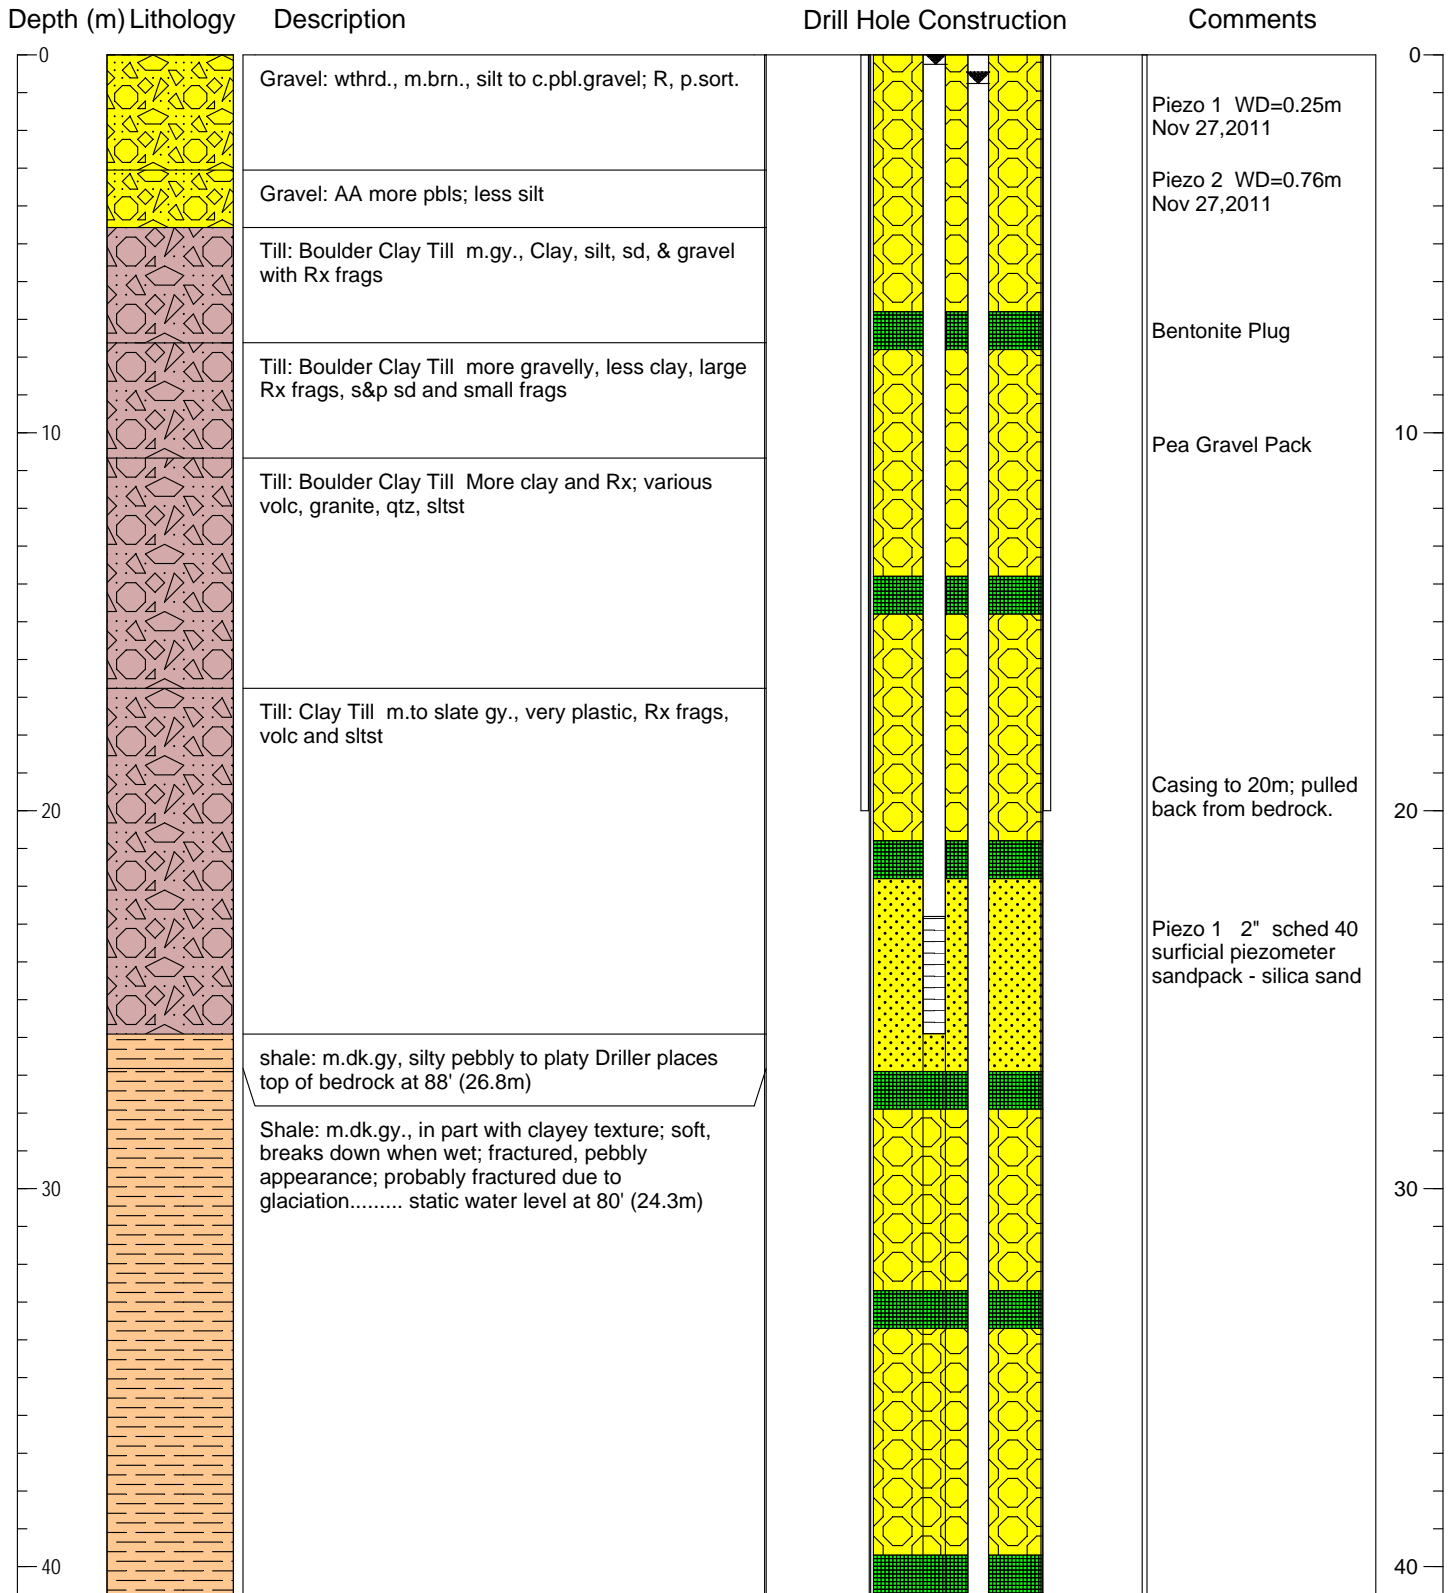 Depth (m) Lithology Description Drill Hole Construction Comments
0 0
Gravel: wthrd., m.brn., silt to c.pbl.gravel; R, p.sort.
Piezo 1 WD=0.25m
Nov 27,2011
Gravel: AA more pbls; less silt
Piezo 2 WD=0.76m
Nov 27,2011
Till: Boulder Clay Till m.gy., Clay, silt, sd, & gravel
with Rx frags
Bentonite Plug
Till: Boulder Clay Till more gravelly, less clay, large
Rx frags, s&p sd and small frags
10 10
Pea Gravel Pack
Till: Boulder Clay Till More clay and Rx; various
volc, granite, qtz, sltst
Till: Clay Till m.to slate gy., very plastic, Rx frags,
volc and sltst
Casing to 20m; pulled
back from bedrock.
20 20
Piezo 1 2" sched 40
surficial piezometer
sandpack - silica sand
shale: m.dk.gy, silty pebbly to platy Driller places
top of bedrock at 88' (26.8m)
Shale: m.dk.gy., in part with clayey texture; soft,
breaks down when wet; fractured, pebbly
appearance; probably fractured due to
glaciation......... static water level at 80' (24.3m)
30 30
40 40